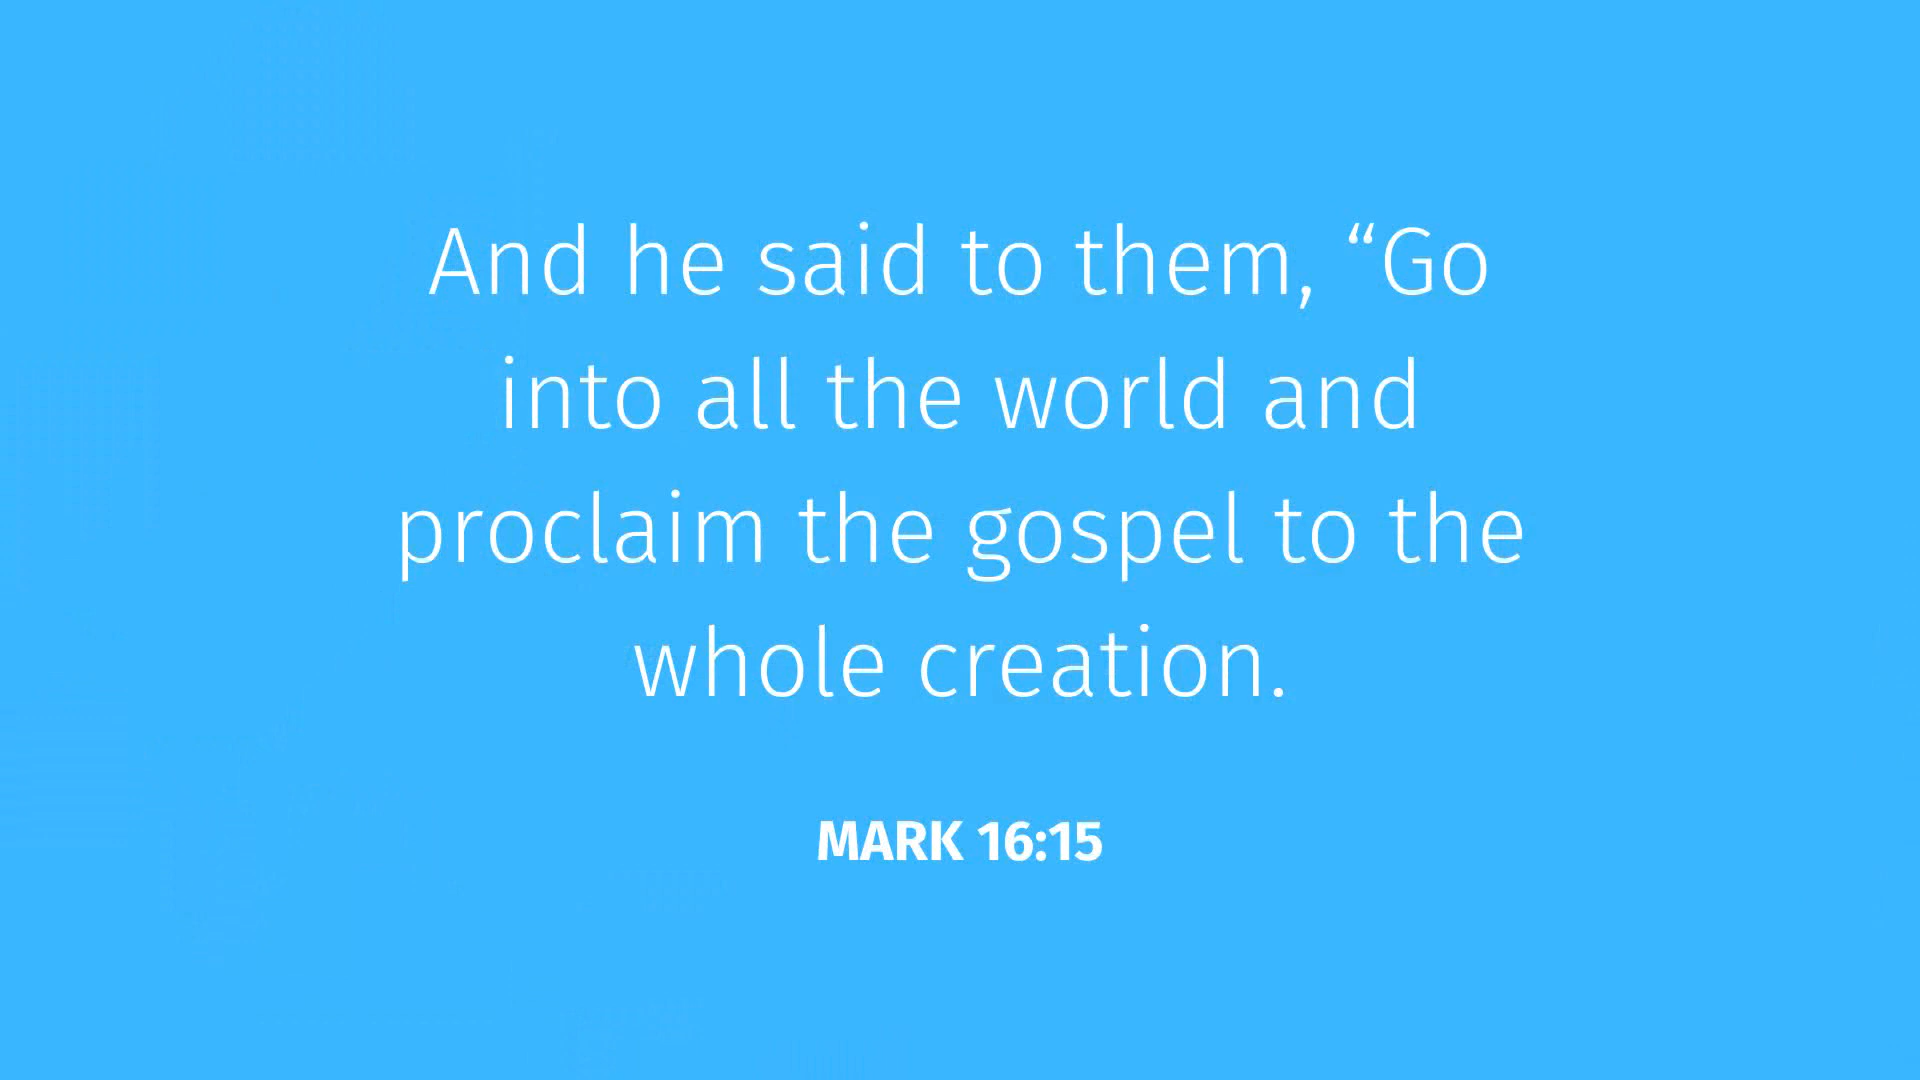 And he said to them, “Go
into all the world and
proclaim the gospel to the
whole creation.
MARK 16:15